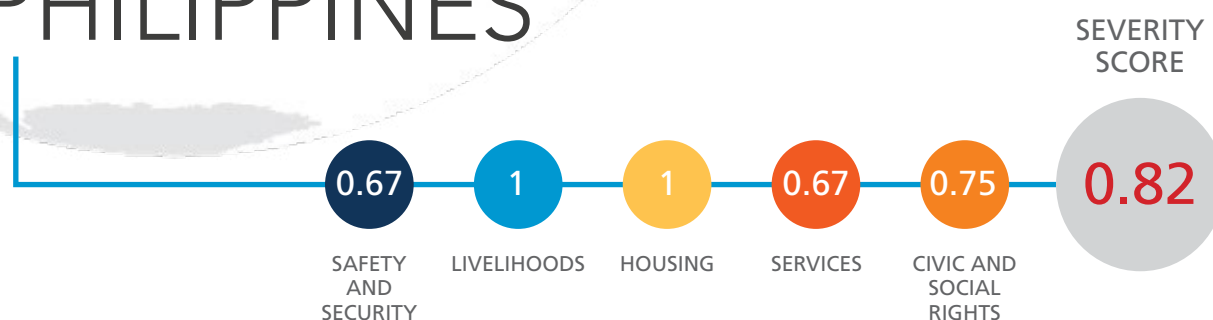 PHILIPPINES
SEVERITY
SCORE
0.67
1
1
0.67
0.75
0.82
SAFETY
AND
SECURITY
LIVELIHOODS
HOUSING
SERVICES
CIVIC AND
SOCIAL
RIGHTS